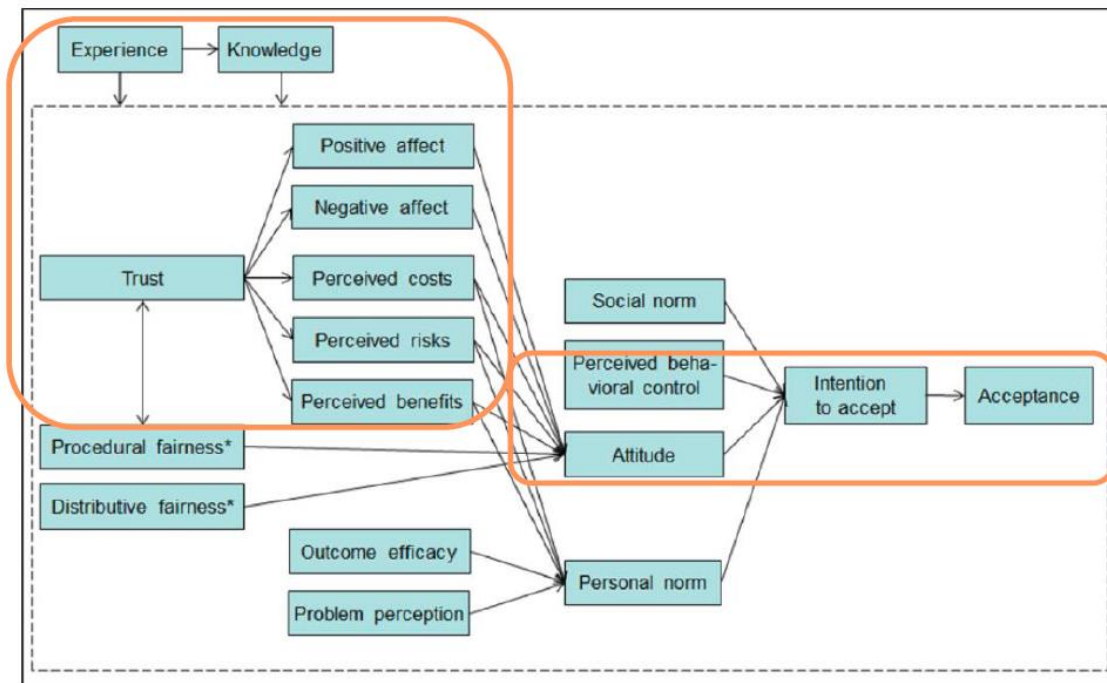 Experience
Knowledge
Positive affect
Negative affect
Trust
Perceived costs
Social norm
Perceived risks
Perceived beha-
vioral control
Intention
to accept
Acceptance
Perceived benefits
Procedural fairness*
Attitude
Distributive fairness*
Outcome efficacy
Personal norm
Problem perception